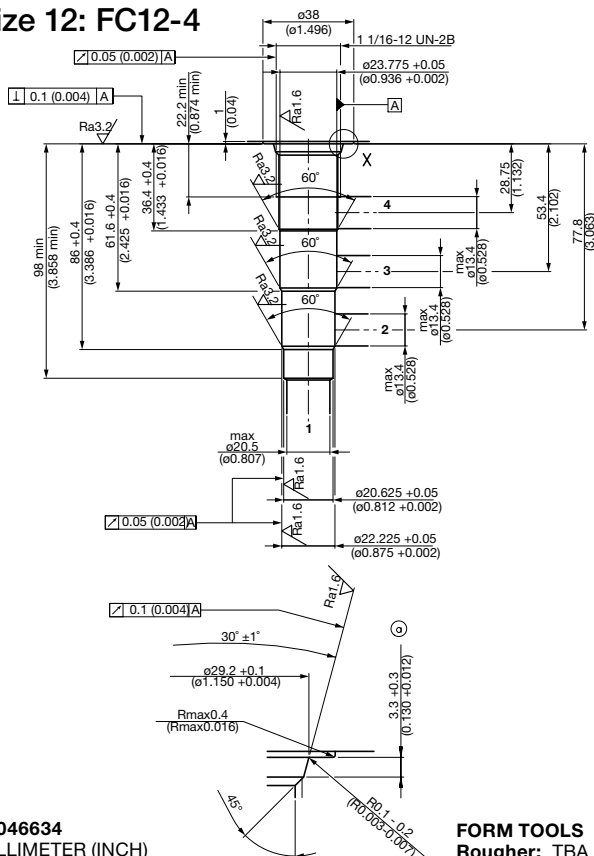 ize 12: FC12-4
ø38
(ø1.496)
1 1/16-12 UN-2B
0.05 (0.002) A
ø23.775 +0.05
(ø0.936 +0.002)
⊥ 0.1 (0.004) A
22.2 min
(0.874 min)
1
(0.04)
Ra1.6
A
Ra3.2
X
98 min
(3.858 min)
86 +0.4
(3.386 +0.016)
61.6 +0.4
(2.425 +0.016)
36.4 +0.4
(1.433 +0.016)
Ra3.2
60°
4
Ra3.2
60°
3
Ra3.2
60°
2
28.75
(1.132)
53.4
(2.102)
77.8
(3.063)
max
ø13.4
(ø0.528)
max
ø13.4
(ø0.528)
max
ø13.4
(ø0.528)
1
max
ø20.5
(ø0.807)
Ra1.6
ø20.625 +0.05
(ø0.812 +0.002)
0.05 (0.002) A
Ra1.6
ø22.225 +0.05
(ø0.875 +0.002)
Ra1.6
0.1 (0.004) A
30° ±1°
a
ø29.2 +0.1
(ø1.150 +0.004)
3.3 +0.3
(0.130 +0.012)
Rmax0.4
(Rmax0.016)
45°
R0.1 - 0.2
(R0.003-0.007)
046634
LLIMETER (INCH)
FORM TOOLS
Rougher: TBA